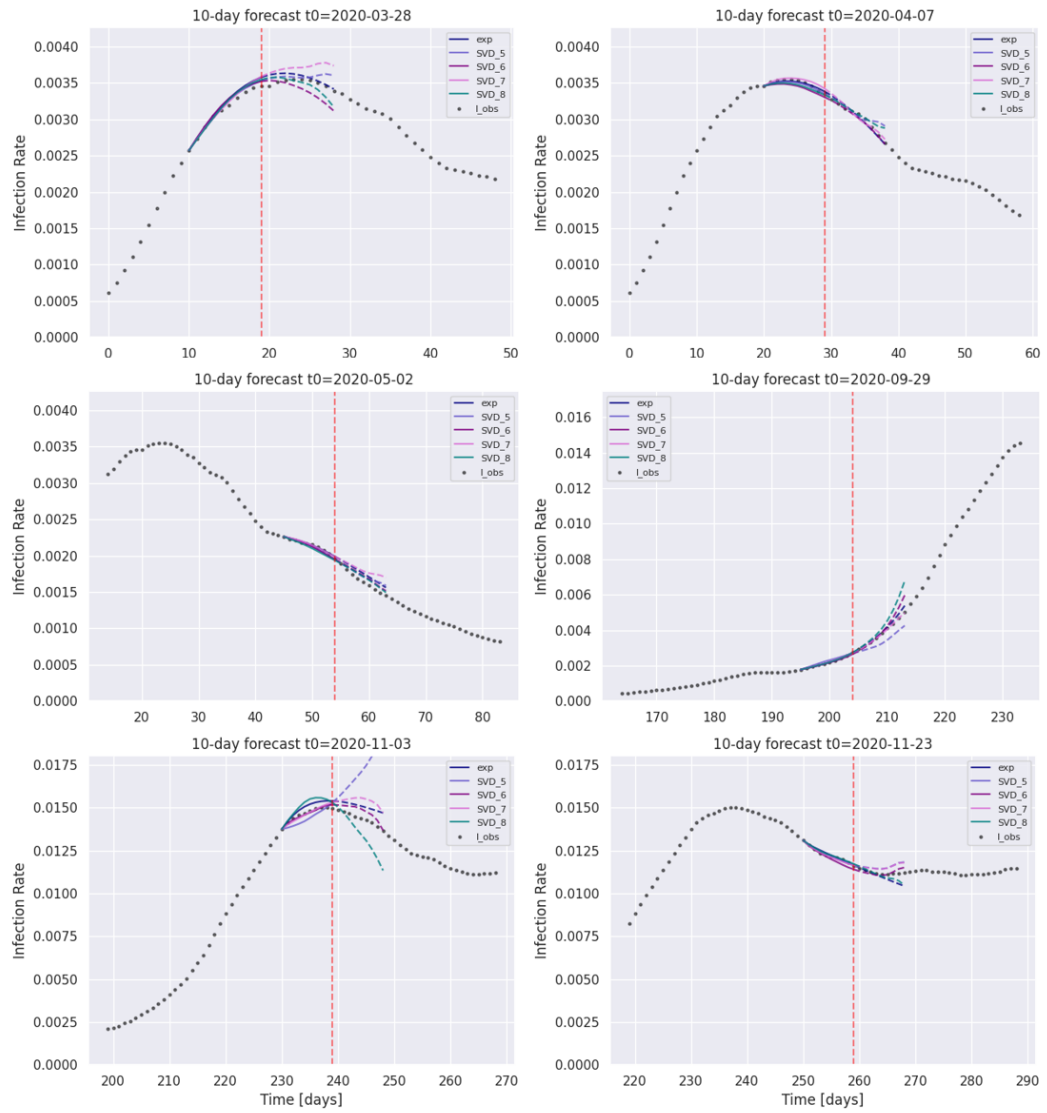 10-day forecast t0=2020-03-28
Infection Rate
0.0040
0.0035
0.0030
0.0025
0.0020
0.0015
0.0010
0.0005
0.0000
exp
SVD_5
SVD_6
SVD_7
SVD_8
I_obs
0 10 20 30 40 50
10-day forecast t0=2020-04-07
Infection Rate
0.0040
0.0035
0.0030
0.0025
0.0020
0.0015
0.0010
0.0005
0.0000
exp
SVD_5
SVD_6
SVD_7
SVD_8
I_obs
0 10 20 30 40 50 60
10-day forecast t0=2020-05-02
Infection Rate
0.0040
0.0035
0.0030
0.0025
0.0020
0.0015
0.0010
0.0005
0.0000
exp
SVD_5
SVD_6
SVD_7
SVD_8
I_obs
20 30 40 50 60 70 80
10-day forecast t0=2020-09-29
Infection Rate
0.016
0.014
0.012
0.010
0.008
0.006
0.004
0.002
0.000
exp
SVD_5
SVD_6
SVD_7
SVD_8
I_obs
170 180 190 200 210 220 230
10-day forecast t0=2020-11-03
Infection Rate
0.0175
0.0150
0.0125
0.0100
0.0075
0.0050
0.0025
0.0000
exp
SVD_5
SVD_6
SVD_7
SVD_8
I_obs
200 210 220 230 240 250 260 270
Time [days]
10-day forecast t0=2020-11-23
Infection Rate
0.0175
0.0150
0.0125
0.0100
0.0075
0.0050
0.0025
0.0000
exp
SVD_5
SVD_6
SVD_7
SVD_8
I_obs
220 230 240 250 260 270 280 290
Time [days]